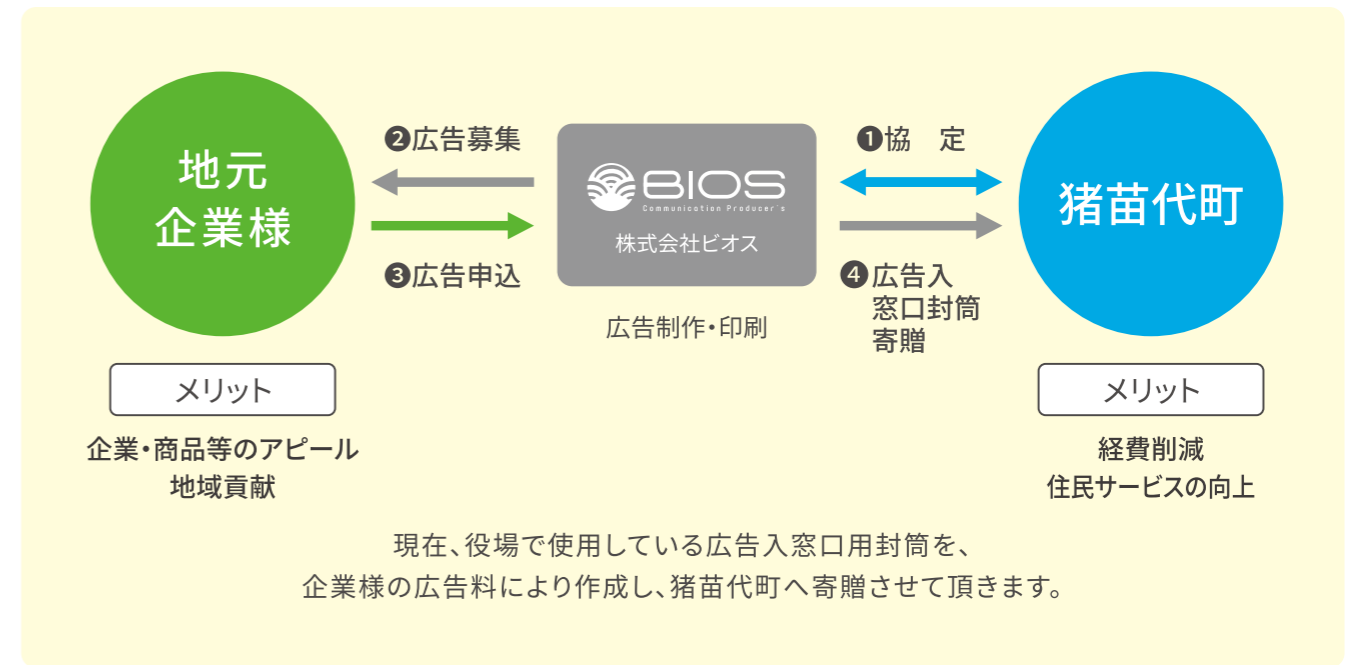 地元
企業様
❷広告募集
❸広告申込
BIOS
Communication Producer's
株式会社ビオス
広告制作・印刷
❶協　定
❹広告入
窓口封筒
寄贈
猪苗代町
メリット
企業・商品等のアピール
地域貢献
メリット
経費削減
住民サービスの向上
現在、役場で使用している広告入窓口用封筒を、
企業様の広告料により作成し、猪苗代町へ寄贈させて頂きます。